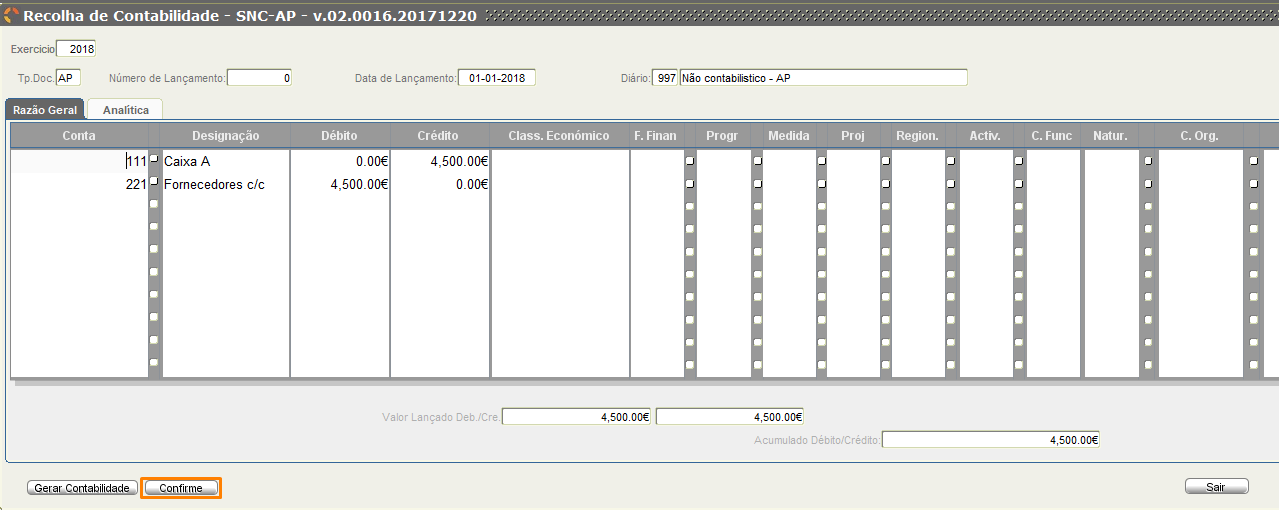 Recolha de Contabilidade - SNC-AP - v.02.0016.20171220
Exercicio 2018
Tp.Doc. AP Número de Lançamento: 0 Data de Lançamento: 01-01-2018 Diário: 997 Não contabilistico - AP
Razão Geral Analítica
Conta Designação Débito Crédito Class. Económico F. Finan Progr Medida Proj Region. Activ. C. Func Natur. C. Org.
111 Caixa A 0.00€ 4,500.00€
221 Fornecedores c/c 4,500.00€ 0.00€
Valor Lançado Deb./Cre. 4,500.00€ 4,500.00€
Acumulado Débito/Crédito: 4,500.00€
Gerar Contabilidade Confirme Sair